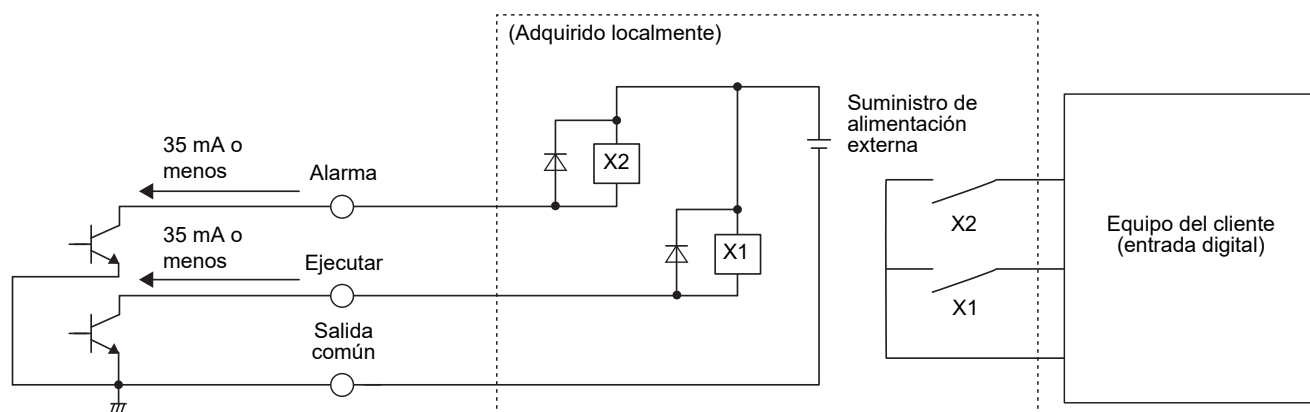 (Adquirido localmente)
35 mA o
menos
Alarma
X2
Suministro de
alimentación
externa
35 mA o
menos
Ejecutar
X1
Salida
común
X2
X1
Equipo del cliente
(entrada digital)